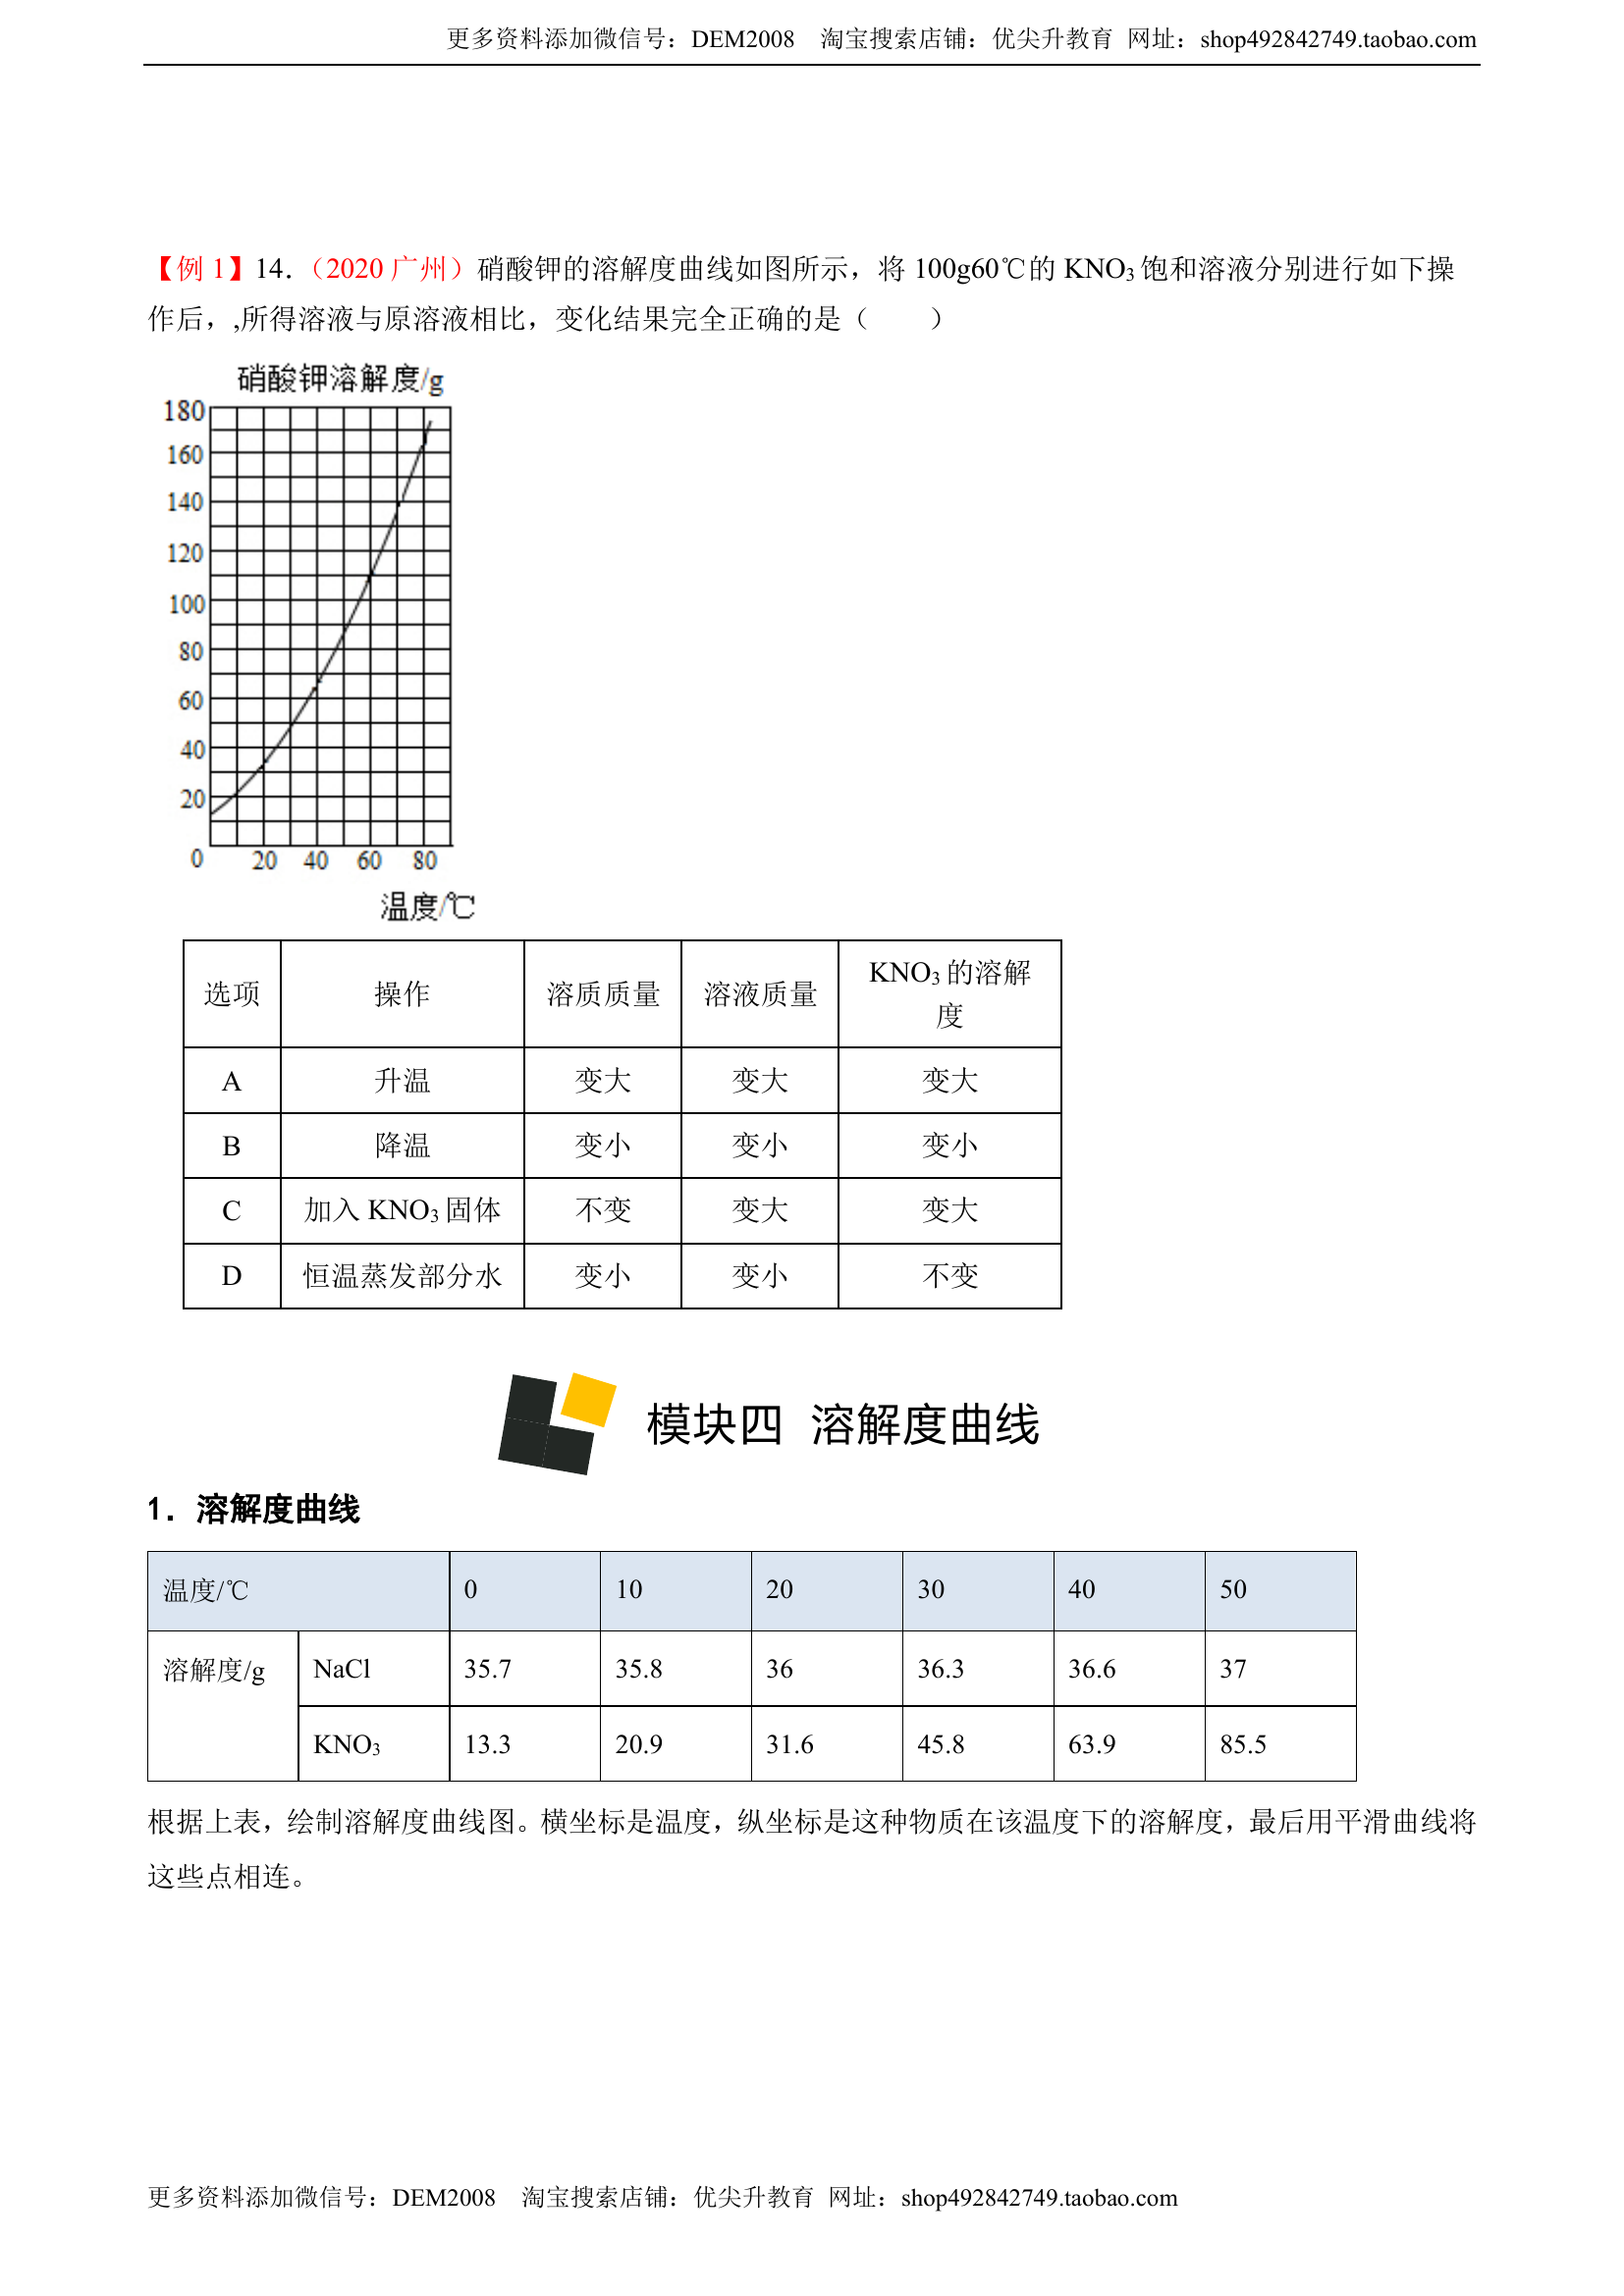 更多资料添加微信号：DEM2008 淘宝搜索店铺：优尖升教育 网址：shop492842749.taobao.com
【例 1】14．（2020 广州）硝酸钾的溶解度曲线如图所示，将 100g60℃的 KNO₃饱和溶液分别进行如下操
作后，,所得溶液与原溶液相比，变化结果完全正确的是（ ）
硝酸钾溶解度/g
180
160
140
120
100
80
60
40
20
0 20 40 60 80
温度/℃
选项 操作 溶质质量 溶液质量 KNO₃的溶解
度
A 升温 变大 变大 变大
B 降温 变小 变小 变小
C 加入 KNO₃固体 不变 变大 变大
D 恒温蒸发部分水 变小 变小 不变
模块四 溶解度曲线
1．溶解度曲线
温度/℃ 0 10 20 30 40 50
溶解度/g NaCl 35.7 35.8 36 36.3 36.6 37
KNO₃ 13.3 20.9 31.6 45.8 63.9 85.5
根据上表，绘制溶解度曲线图。横坐标是温度，纵坐标是这种物质在该温度下的溶解度，最后用平滑曲线将
这些点相连。
更多资料添加微信号：DEM2008 淘宝搜索店铺：优尖升教育 网址：shop492842749.taobao.com